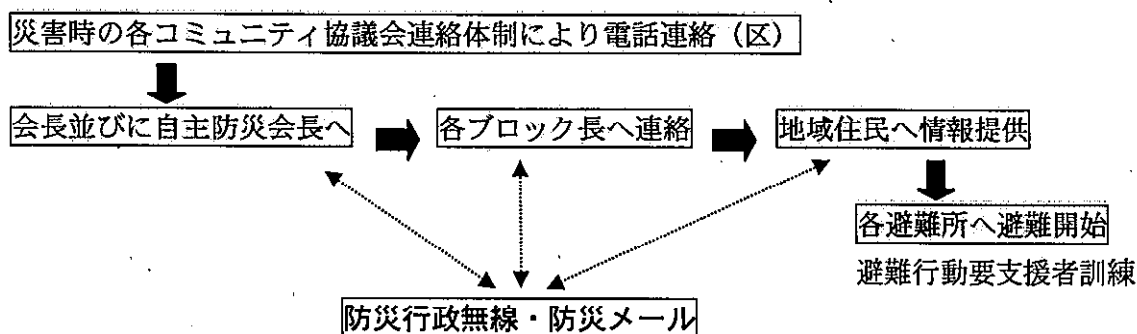 災害時の各コミュニティ協議会連絡体制により電話連絡（区）
会長並びに自主防災会長へ
各ブロック長へ連絡
地域住民へ情報提供
各避難所へ避難開始
避難行動要支援者訓練
防災行政無線・防災メール